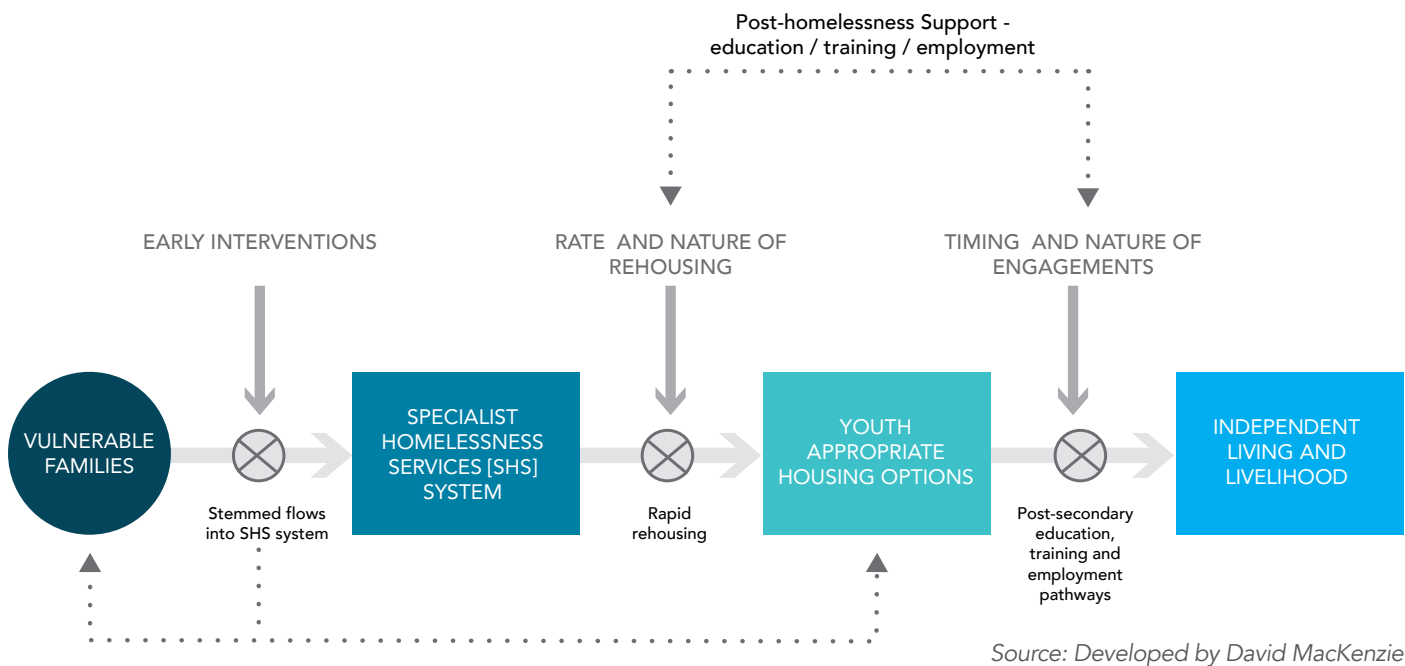 Post-homelessness Support -
education / training / employment
EARLY INTERVENTIONS
RATE AND NATURE OF
REHOUSING
TIMING AND NATURE OF
ENGAGEMENTS
VULNERABLE
FAMILIES
Stemmed flows
into SHS system
SPECIALIST
HOMELESSNESS
SERVICES [SHS]
SYSTEM
Rapid
rehousing
YOUTH
APPROPRIATE
HOUSING OPTIONS
Post-secondary
education,
training and
employment
pathways
INDEPENDENT
LIVING AND
LIVELIHOOD
Source: Developed by David MacKenzie